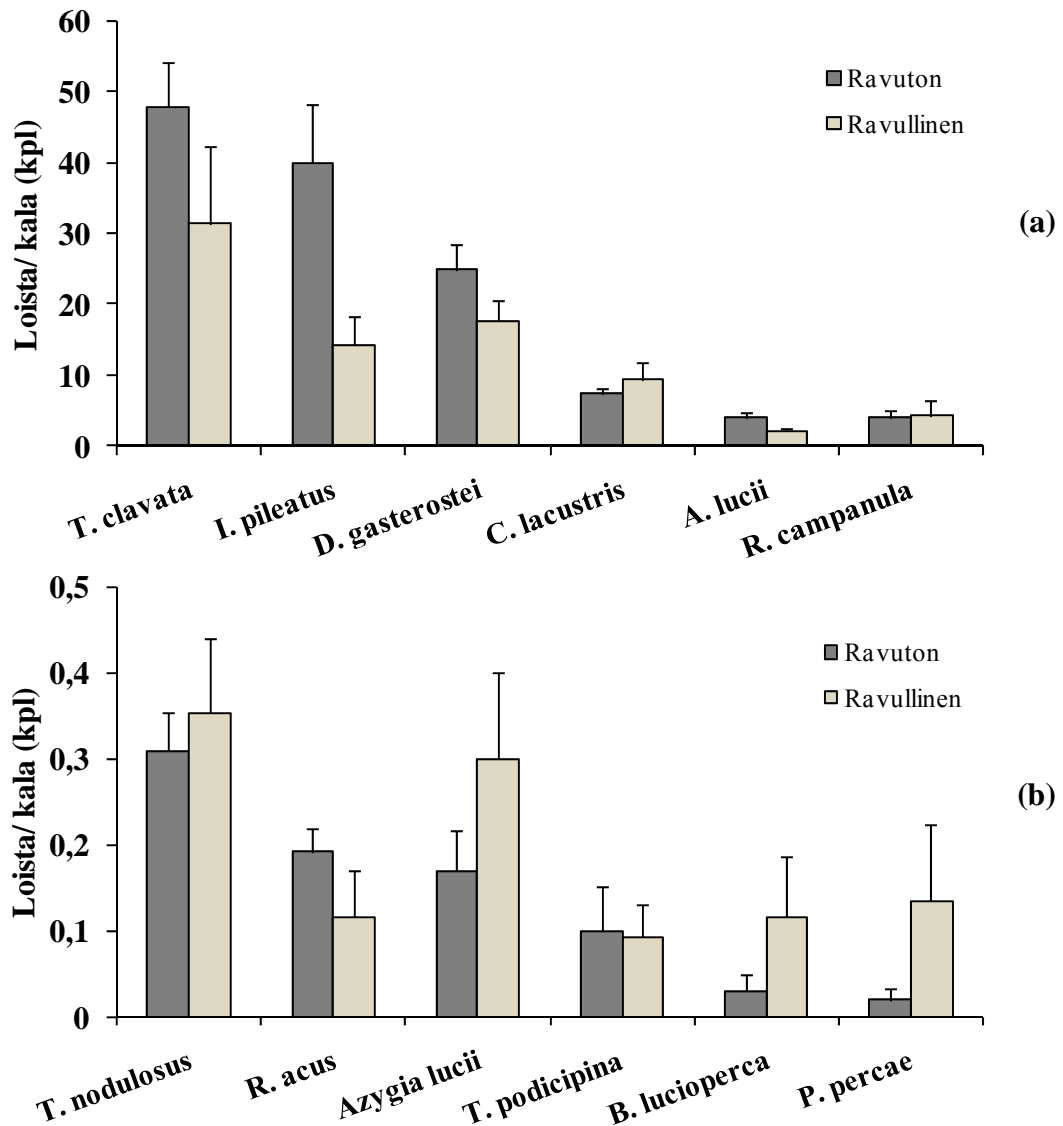 60
50
40
30
20
10
0
Loista/ kala (kpl)
Ravuton
Ravullinen
(a)
T. clavata
I. pileatus
D. gasterostei
C. lacustris
A. lucii
R. campanula
0,5
0,4
0,3
0,2
0,1
0
Loista/ kala (kpl)
Ravuton
Ravullinen
(b)
T. nodulosus
R. acus
Azygia lucii
T. podicipina
B. lucioperca
P. percae